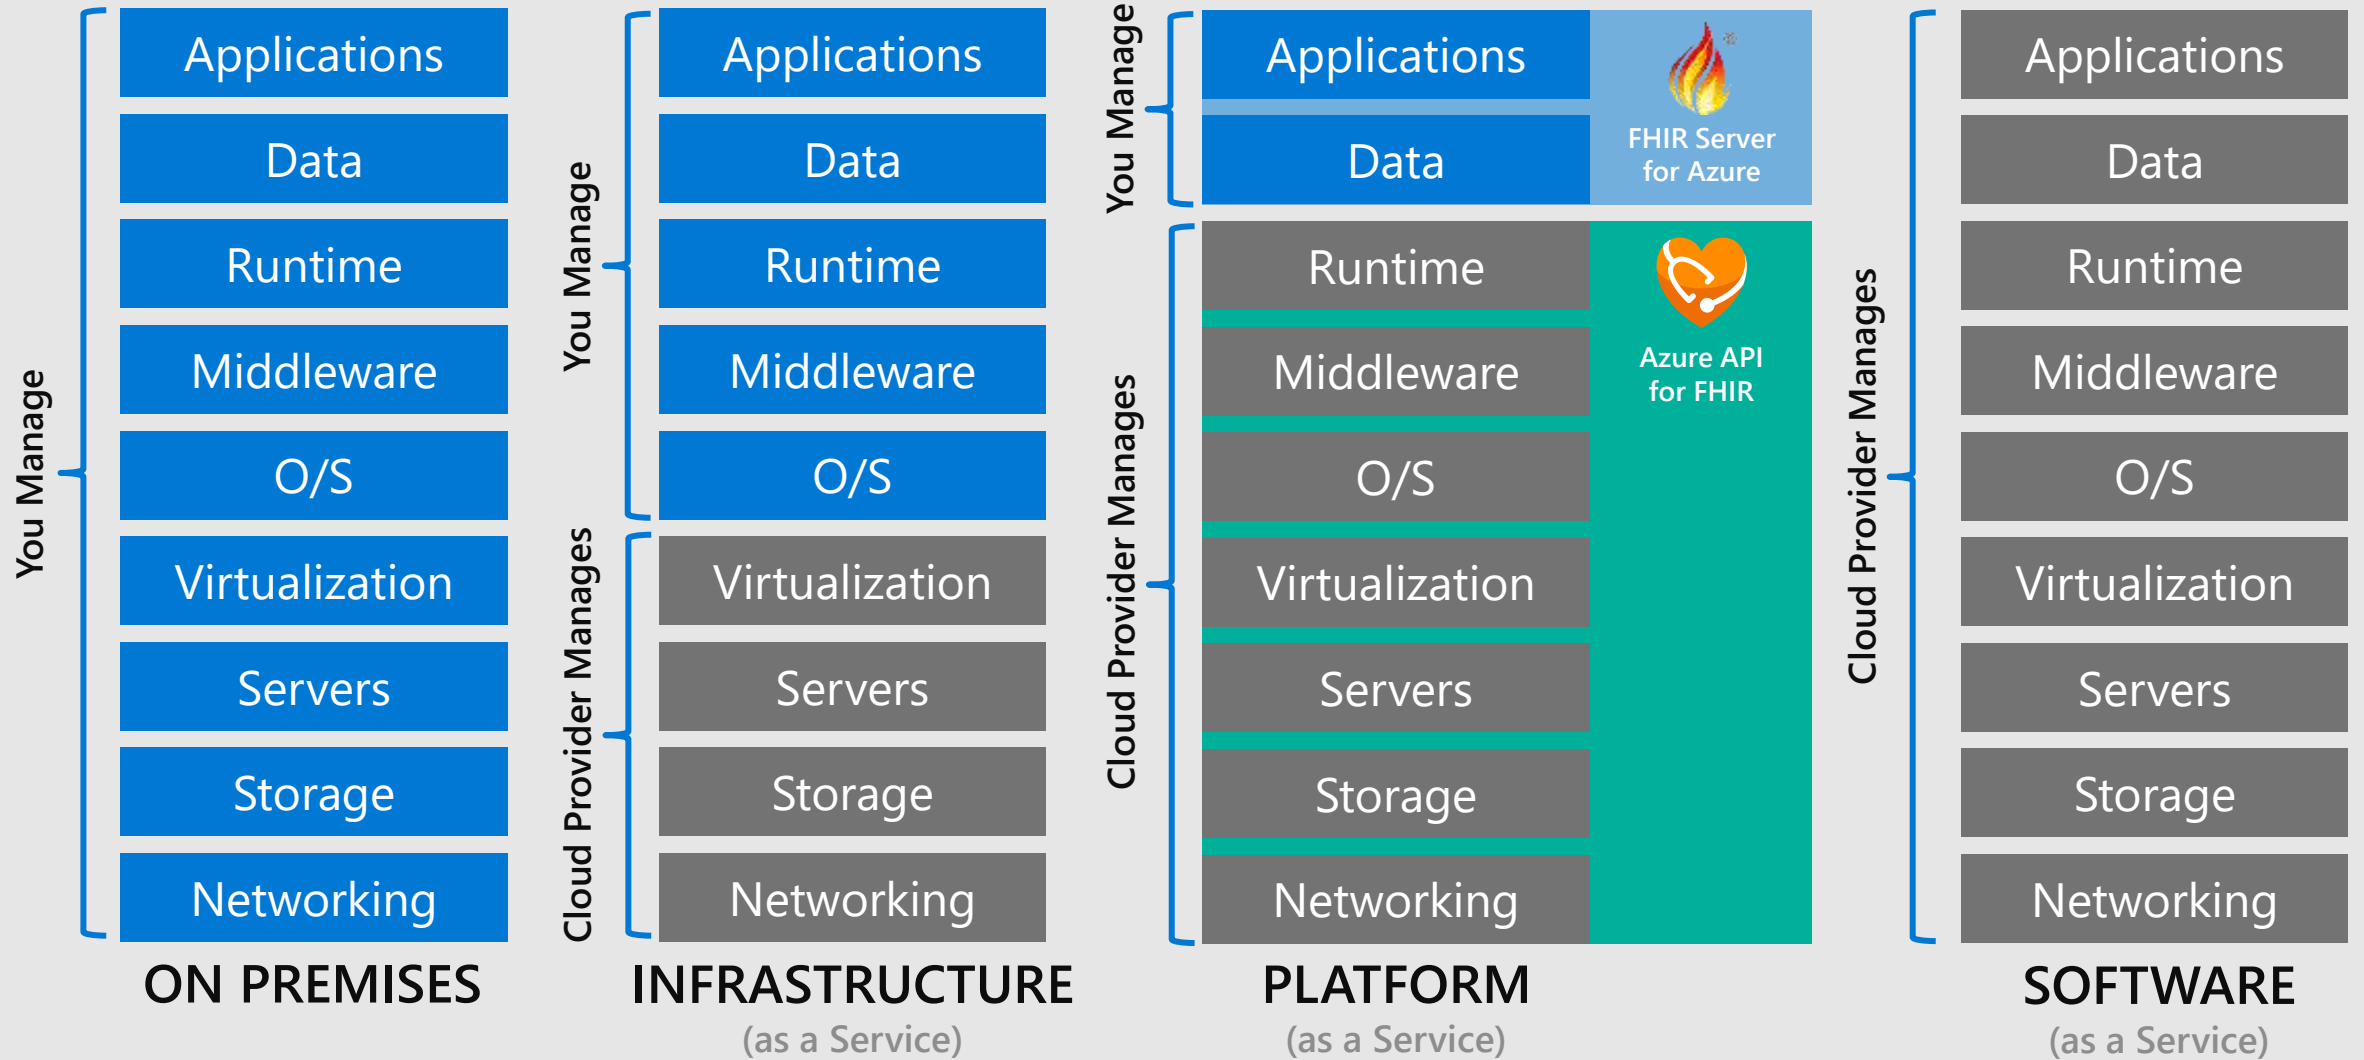 You Manage
Applications
Data
Runtime
Middleware
O/S
Virtualization
Servers
Storage
Networking
ON PREMISES
You Manage
Cloud Provider Manages
Applications
Data
Runtime
Middleware
O/S
Virtualization
Servers
Storage
Networking
INFRASTRUCTURE
(as a Service)
You Manage
Cloud Provider Manages
Applications
Data
FHIR Server
for Azure
Runtime
Middleware
O/S
Virtualization
Servers
Storage
Networking
Azure API
for FHIR
PLATFORM
(as a Service)
Cloud Provider Manages
Applications
Data
Runtime
Middleware
O/S
Virtualization
Servers
Storage
Networking
SOFTWARE
(as a Service)